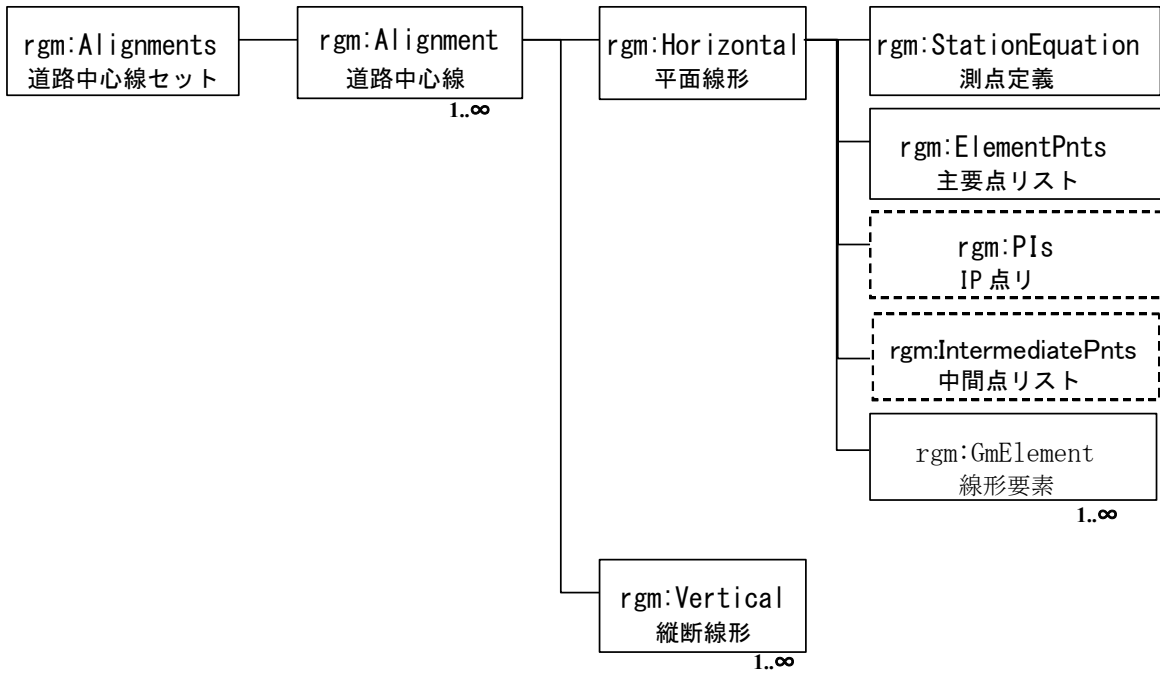 rgm:Alignments
道路中心線セット
rgm:Alignment
道路中心線
1..∞
rgm:Horizontal
平面線形
rgm:StationEquation
測点定義
rgm:ElementPnts
主要点リスト
rgm:PIs
IP 点リ
rgm:IntermediatePnts
中間点リスト
rgm:GmElement
線形要素
1..∞
rgm:Vertical
縦断線形
1..∞